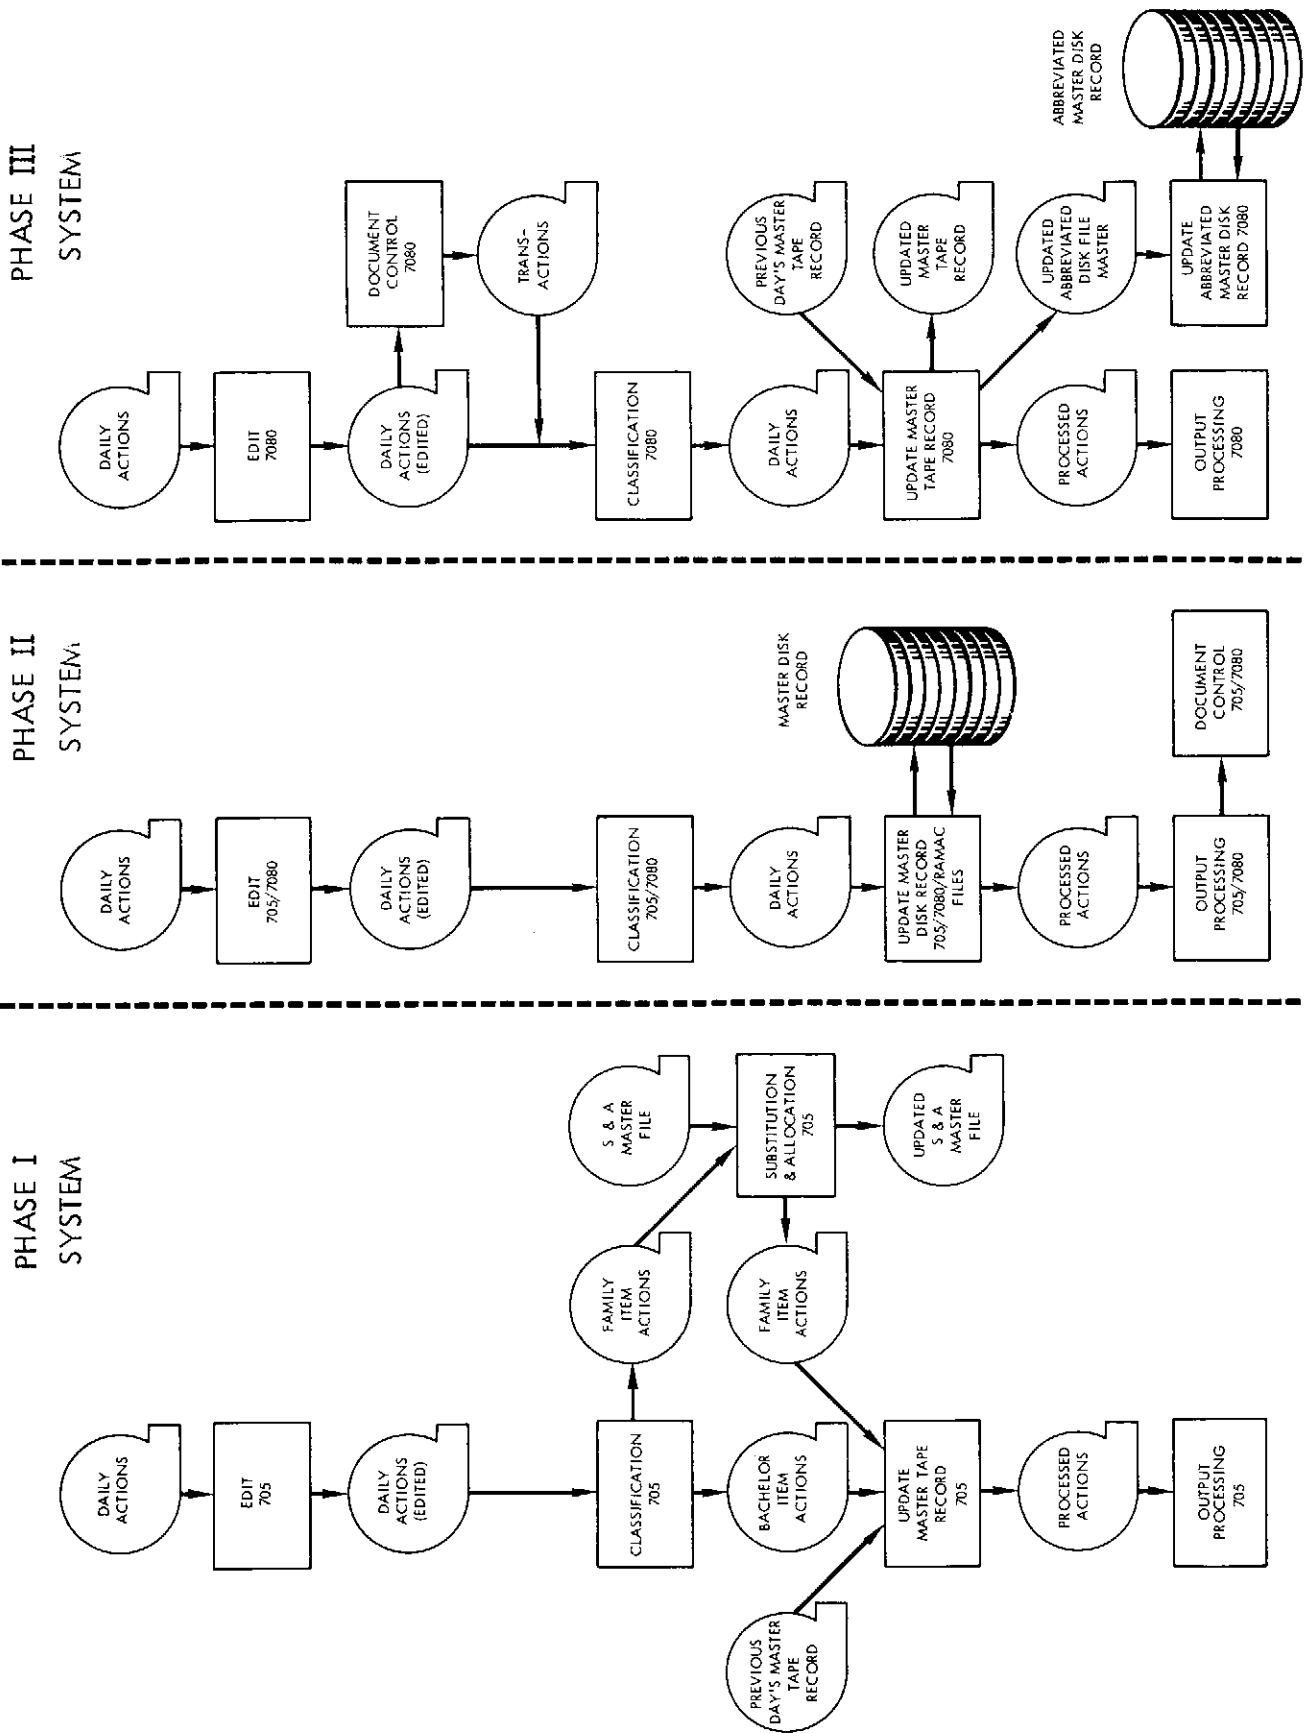 PHASE I
SYSTEM
DAILY
ACTIONS
EDIT
705
DAILY
ACTIONS
(EDITED)
CLASSIFICATION
705
FAMILY
ITEM
ACTIONS
S & A
MASTER
FILE
SUBSTITUTION
& ALLOCATION
705
UPDATED
S & A
MASTER
FILE
FAMILY
ITEM
ACTIONS
BACHELOR
ITEM
ACTIONS
PREVIOUS
DAY'S MASTER
TAPE
RECORD
UPDATE
MASTER TAPE
RECORD
705
PROCESSED
ACTIONS
OUTPUT
PROCESSING
705
PHASE II
SYSTEM
DAILY
ACTIONS
EDIT
705/7080
DAILY
ACTIONS
(EDITED)
CLASSIFICATION
705/7080
DAILY
ACTIONS
MASTER DISK
RECORD
UPDATE MASTER
DISK RECORD
705/7080/RAMAC
FILES
PROCESSED
ACTIONS
OUTPUT
PROCESSING
705/7080
DOCUMENT
CONTROL
705/7080
PHASE III
SYSTEM
DAILY
ACTIONS
EDIT
7080
DAILY
ACTIONS
(EDITED)
DOCUMENT
CONTROL
7080
TRANS-
ACTIONS
CLASSIFICATION
7080
DAILY
ACTIONS
PREVIOUS
DAY'S MASTER
TAPE
RECORD
UPDATE MASTER
TAPE RECORD
7080
UPDATED
MASTER
TAPE
RECORD
UPDATED
ABBREVIATED
DISK FILE
MASTER
PROCESSED
ACTIONS
OUTPUT
PROCESSING
7080
UPDATE
ABBREVIATED
MASTER DISK
RECORD 7080
ABBREVIATED
MASTER DISK
RECORD